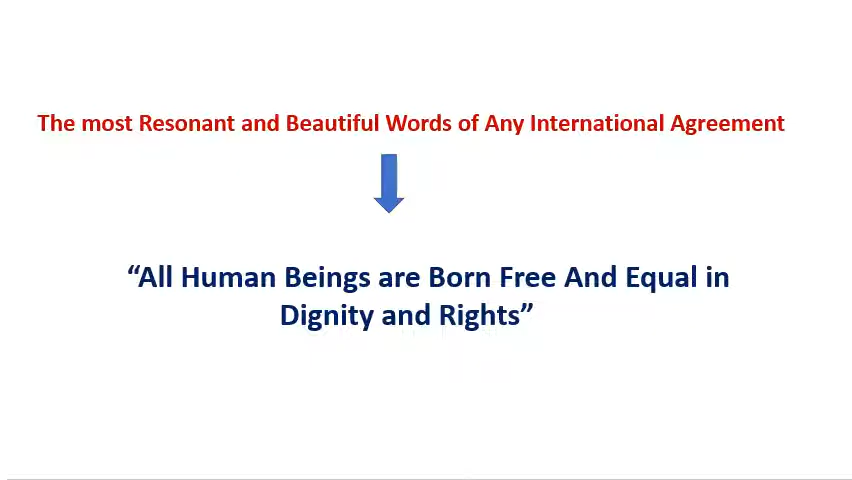 The most Resonant and Beautiful Words of Any International Agreement
“All Human Beings are Born Free And Equal in
Dignity and Rights”